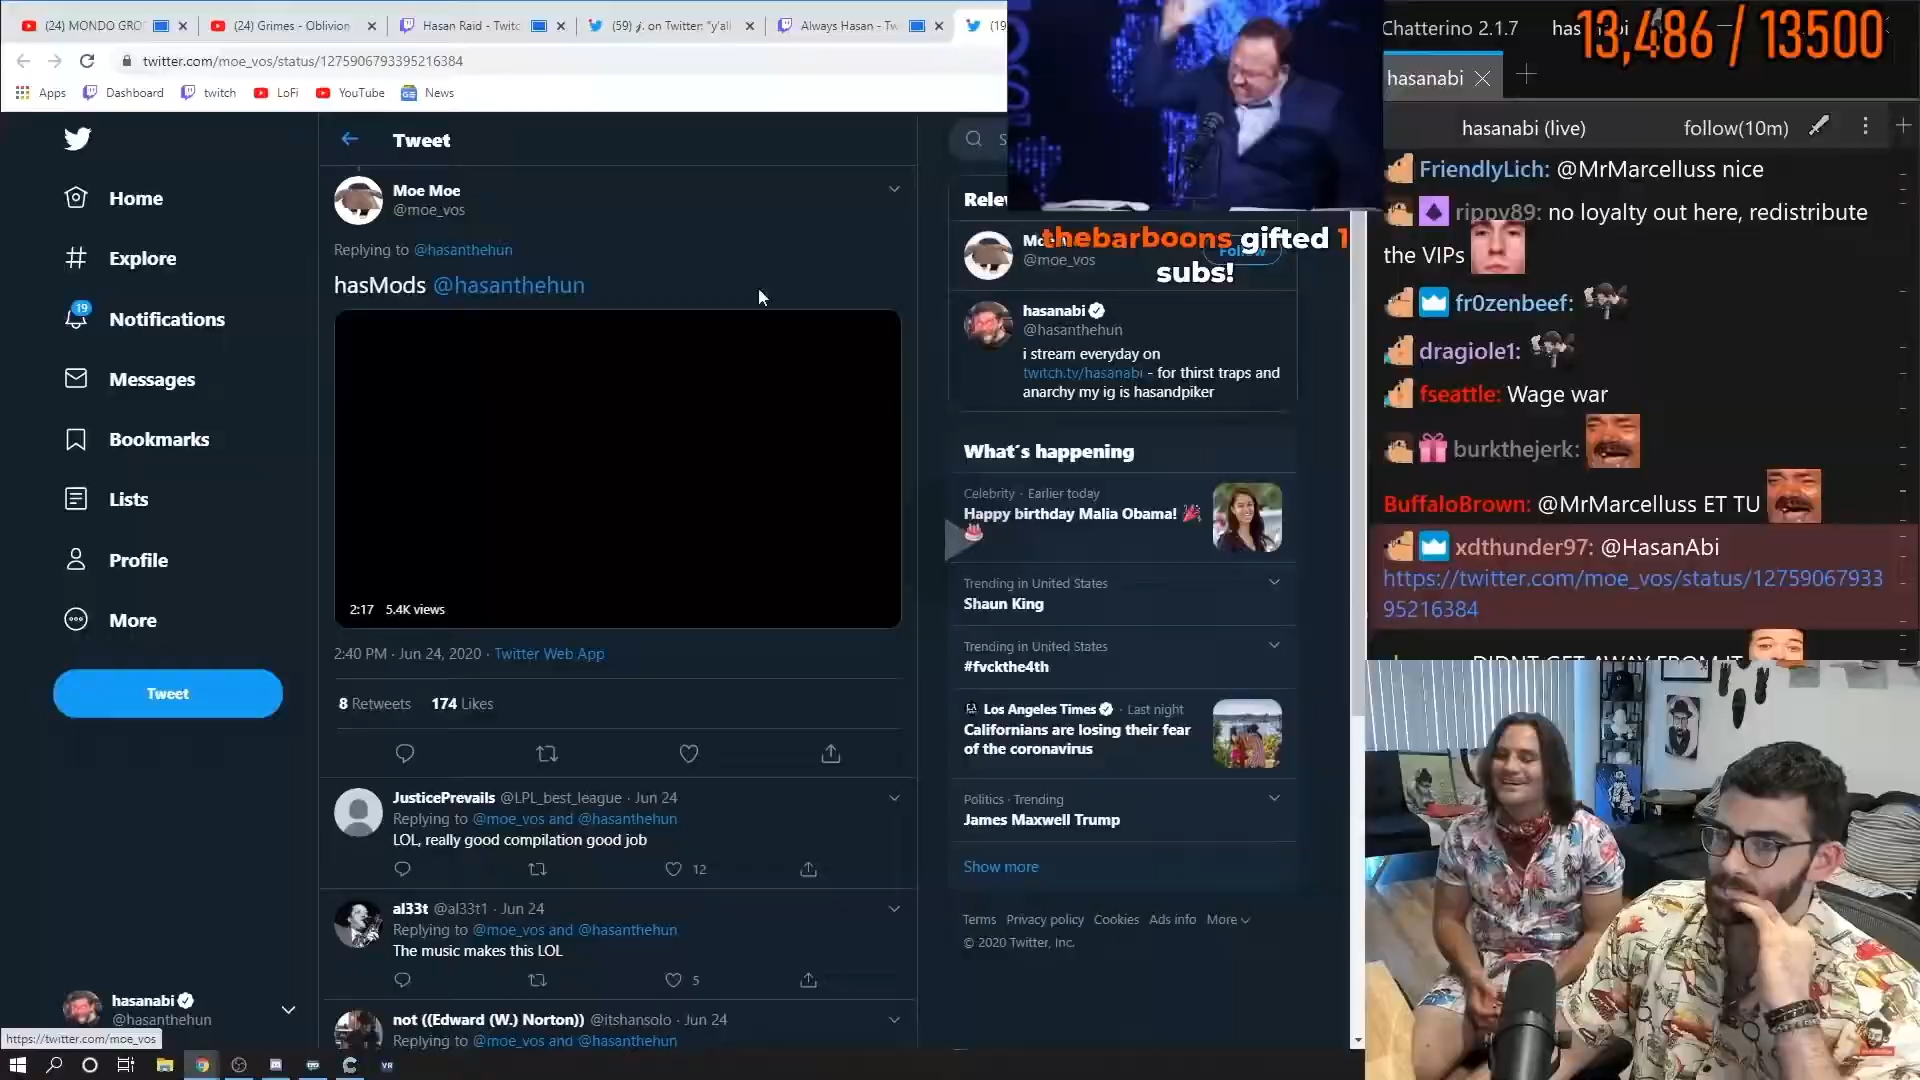 (24) MONDO GRO
(24) Grimes - Oblivion
Hasan Raid - Twitc
(59) 𝒿. on Twitter: "y'all
Always Hasan - Tw
(19
twitter.com/moe_vos/status/1275906793395216384
Apps
Dashboard
twitch
LoFi
YouTube
News
Home
Explore
19
Notifications
Messages
Bookmarks
Lists
Profile
More
Tweet
hasanabi
@hasanthehun
https://twitter.com/moe_vos
Tweet
Moe Moe
@moe_vos
Replying to @hasanthehun
hasMods @hasanthehun
2:17 5.4K views
2:40 PM · Jun 24, 2020 · Twitter Web App
8 Retweets 174 Likes
JusticePrevails @LPL_best_league · Jun 24
Replying to @moe_vos and @hasanthehun
LOL, really good compilation good job
12
al33t @al33t1 · Jun 24
Replying to @moe_vos and @hasanthehun
The music makes this LOL
5
not ((Edward (W.) Norton)) @itshansolo · Jun 24
Replying to @moe_vos and @hasanthehun
thebarboons gifted 1
subs!
@moe_vos
Follow
hasanabi
@hasanthehun
i stream everyday on
twitch.tv/hasanabi - for thirst traps and
anarchy my ig is hasandpiker
What's happening
Celebrity · Earlier today
Happy birthday Malia Obama!
Trending in United States
Shaun King
Trending in United States
#fvckthe4th
Los Angeles Times · Last night
Californians are losing their fear
of the coronavirus
Politics · Trending
James Maxwell Trump
Show more
Terms Privacy policy Cookies Ads info More
© 2020 Twitter, Inc.
Chatterino 2.1.7
13,486 / 13500
hasanabi
hasanabi (live)
follow(10m)
FriendlyLich: @MrMarcelluss nice
rippy89: no loyalty out here, redistribute
the VIPs
fr0zenbeef:
dragiole1:
fseattle: Wage war
burkthejerk:
BuffaloBrown: @MrMarcelluss ET TU
xdthunder97: @HasanAbi
https://twitter.com/moe_vos/status/12759067933
95216384
VR